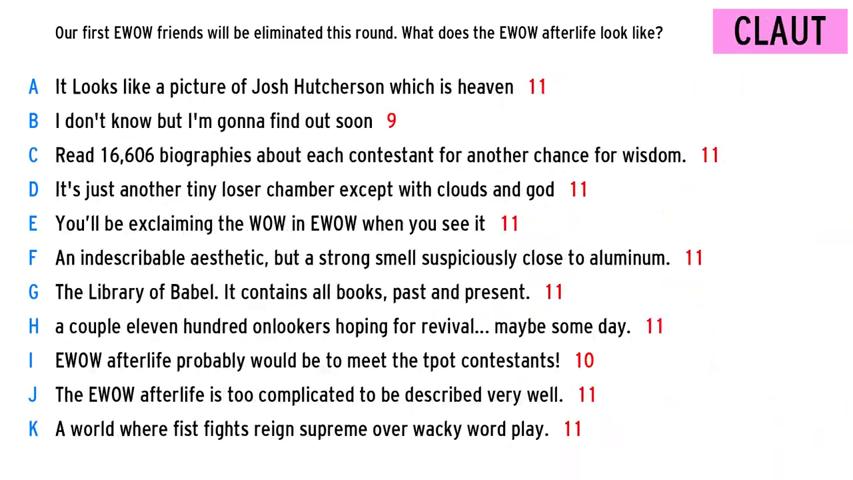 Our first EWOW friends will be eliminated this round. What does the EWOW afterlife look like?
CLAUT
A It Looks like a picture of Josh Hutcherson which is heaven 11
B I don't know but I'm gonna find out soon 9
C Read 16,606 biographies about each contestant for another chance for wisdom. 11
D It's just another tiny loser chamber except with clouds and god 11
E You'll be exclaiming the WOW in EWOW when you see it 11
F An indescribable aesthetic, but a strong smell suspiciously close to aluminum. 11
G The Library of Babel. It contains all books, past and present. 11
H a couple eleven hundred onlookers hoping for revival... maybe some day. 11
I EWOW afterlife probably would be to meet the tpot contestants! 10
J The EWOW afterlife is too complicated to be described very well. 11
K A world where fist fights reign supreme over wacky word play. 11